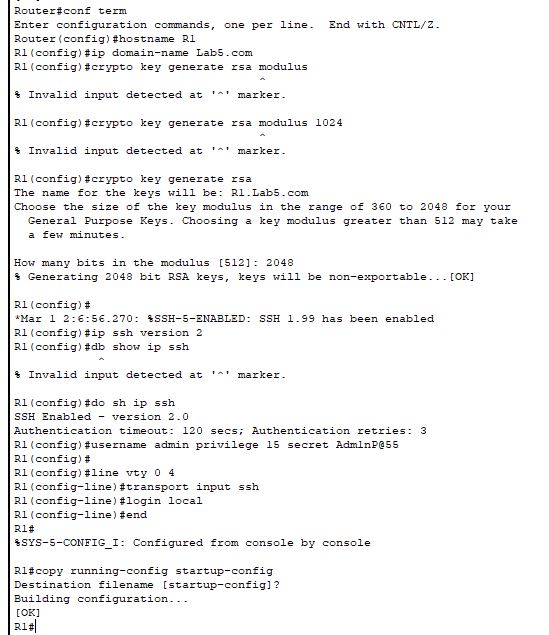 Router#conf term
Enter configuration commands, one per line.  End with CNTL/Z.
Router(config)#hostname R1
R1(config)#ip domain-name Lab5.com
R1(config)#crypto key generate rsa modulus
                                   ^
% Invalid input detected at '^' marker.

R1(config)#crypto key generate rsa modulus 1024
                                   ^
% Invalid input detected at '^' marker.

R1(config)#crypto key generate rsa
The name for the keys will be: R1.Lab5.com
Choose the size of the key modulus in the range of 360 to 2048 for your
  General Purpose Keys. Choosing a key modulus greater than 512 may take
  a few minutes.

How many bits in the modulus [512]: 2048
% Generating 2048 bit RSA keys, keys will be non-exportable...[OK]

R1(config)#
*Mar 1 2:6:56.270: %SSH-5-ENABLED: SSH 1.99 has been enabled
R1(config)#ip ssh version 2
R1(config)#db show ip ssh
            ^
% Invalid input detected at '^' marker.

R1(config)#do sh ip ssh
SSH Enabled - version 2.0
Authentication timeout: 120 secs; Authentication retries: 3
R1(config)#username admin privilege 15 secret Adm1nP@55
R1(config)#
R1(config)#line vty 0 4
R1(config-line)#transport input ssh
R1(config-line)#login local
R1(config-line)#end
R1#
%SYS-5-CONFIG_I: Configured from console by console

R1#copy running-config startup-config
Destination filename [startup-config]?
Building configuration...
[OK]
R1#